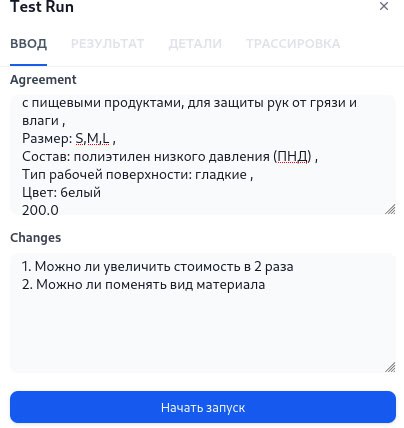 Test Run
×
ВВОД РЕЗУЛЬТАТ ДЕТАЛИ ТРАССИРОВКА
Agreement
с пищевыми продуктами, для защиты рук от грязи и
влаги ,
Размер: S,M,L ,
Состав: полиэтилен низкого давления (ПНД) ,
Тип рабочей поверхности: гладкие ,
Цвет: белый
200.0
Changes
1. Можно ли увеличить стоимость в 2 раза
2. Можно ли поменять вид материала
Начать запуск